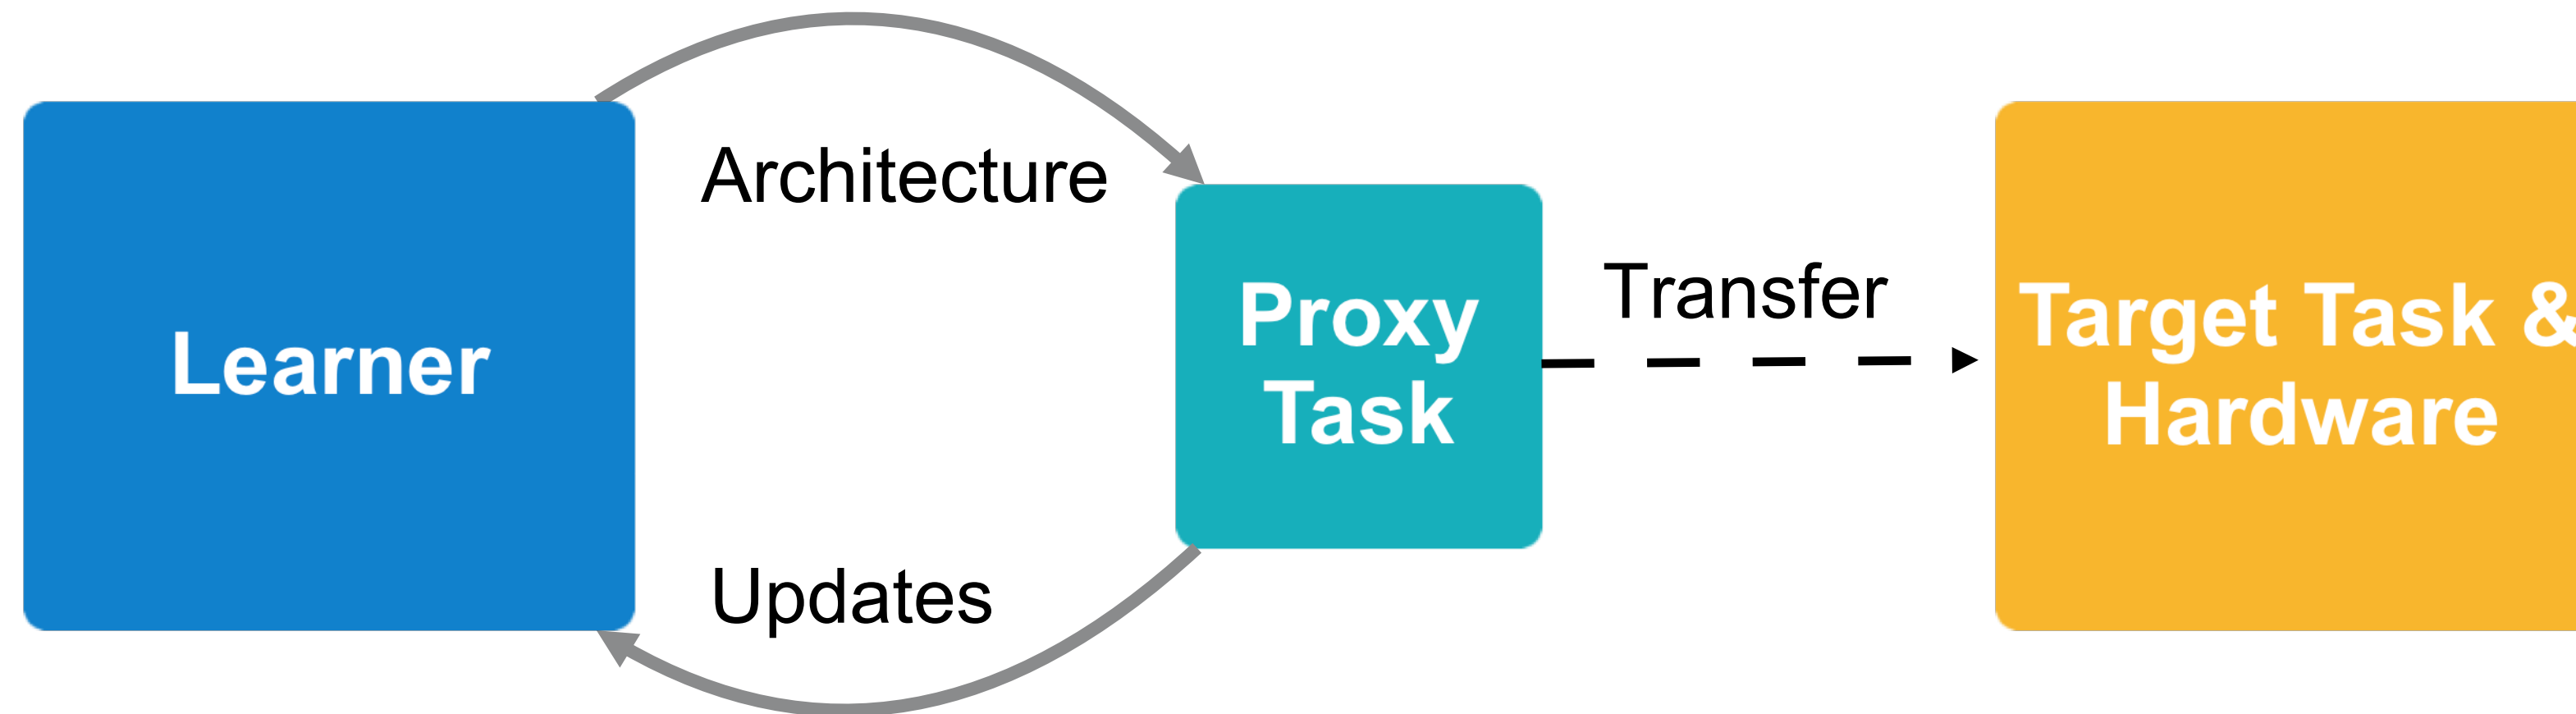 Architecture
Learner
Proxy
Task
Transfer
Target Task &
Hardware
Updates